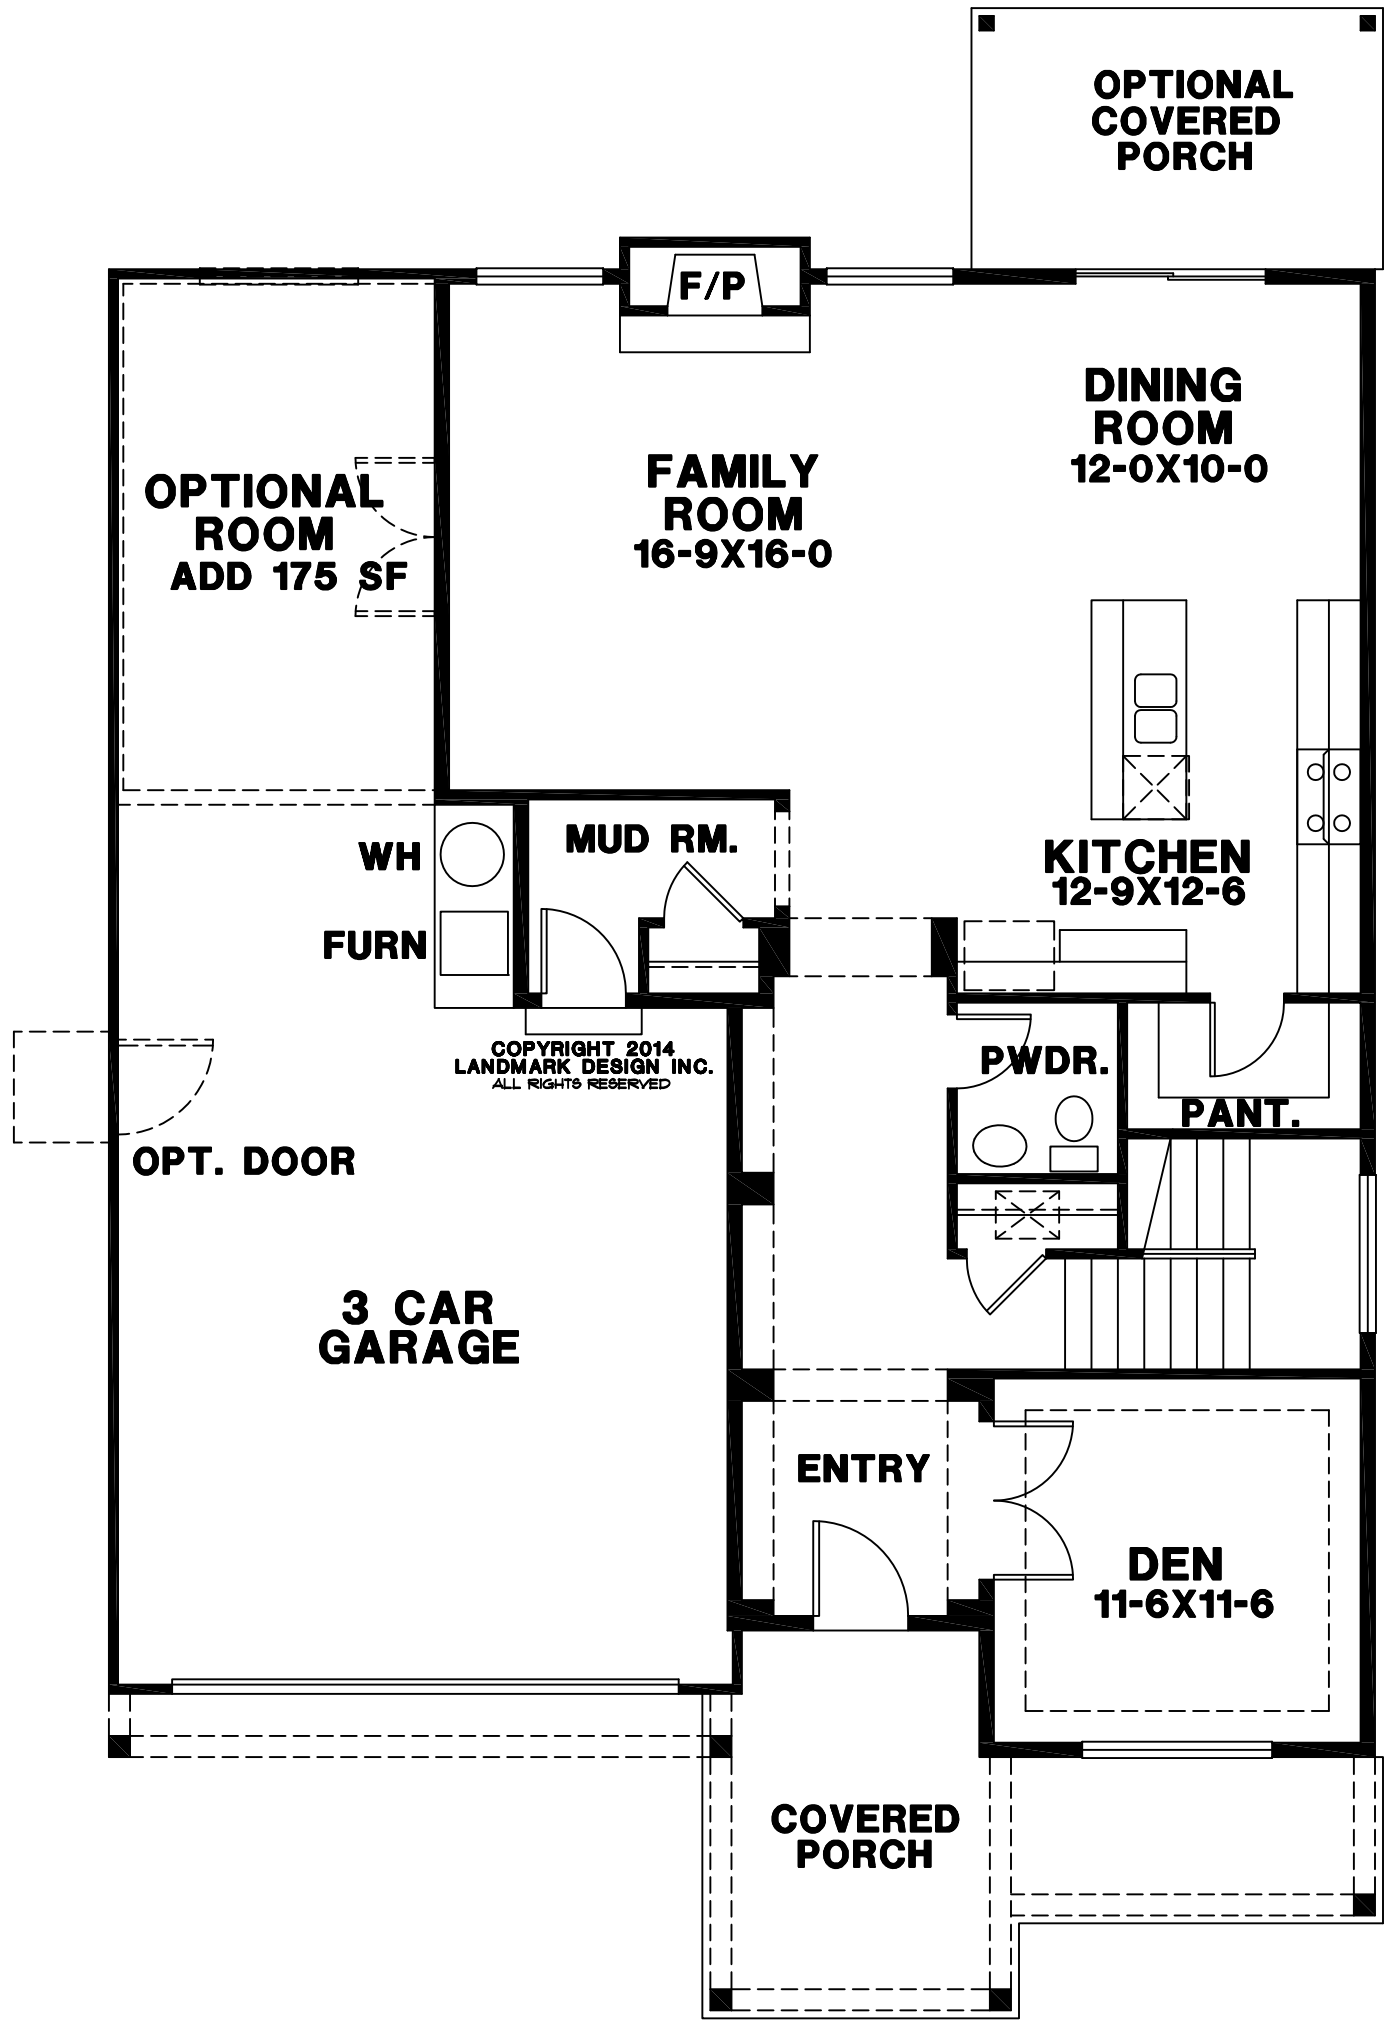 OPTIONAL
COVERED
PORCH
F/P
DINING
ROOM
12-0X10-0
FAMILY
ROOM
16-9X16-0
OPTIONAL
ROOM
ADD 175 SF
MUD RM.
WH
KITCHEN
12-9X12-6
FURN
COPYRIGHT 2014
LANDMARK DESIGN INC.
ALL RIGHTS RESERVED
PWDR.
PANT.
OPT. DOOR
3 CAR
GARAGE
ENTRY
DEN
11-6X11-6
COVERED
PORCH